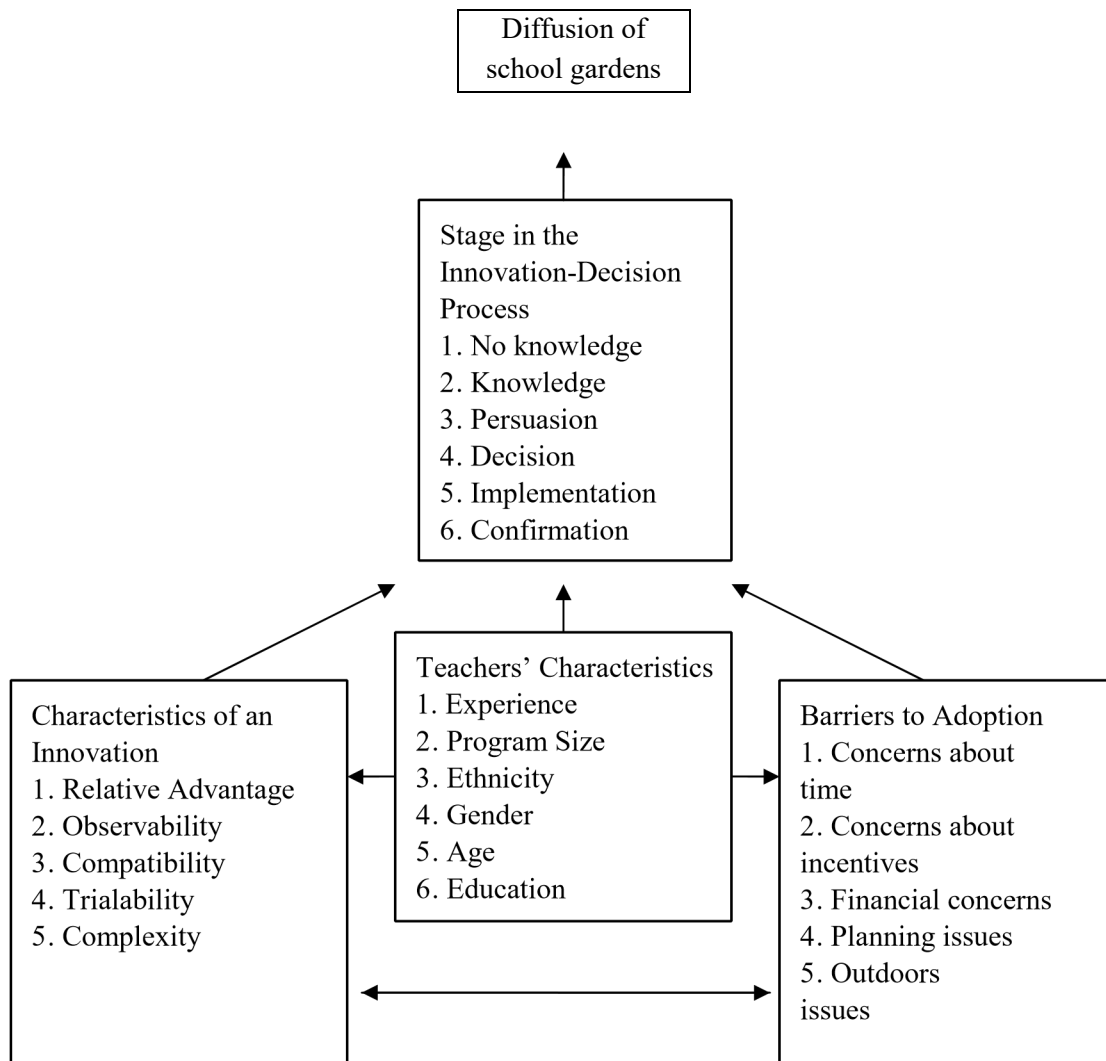 Diffusion of
school gardens
Stage in the
Innovation-Decision
Process
1. No knowledge
2. Knowledge
3. Persuasion
4. Decision
5. Implementation
6. Confirmation
Teachers’ Characteristics
1. Experience
2. Program Size
3. Ethnicity
4. Gender
5. Age
6. Education
Characteristics of an
Innovation
1. Relative Advantage
2. Observability
3. Compatibility
4. Trialability
5. Complexity
Barriers to Adoption
1. Concerns about
time
2. Concerns about
incentives
3. Financial concerns
4. Planning issues
5. Outdoors
issues